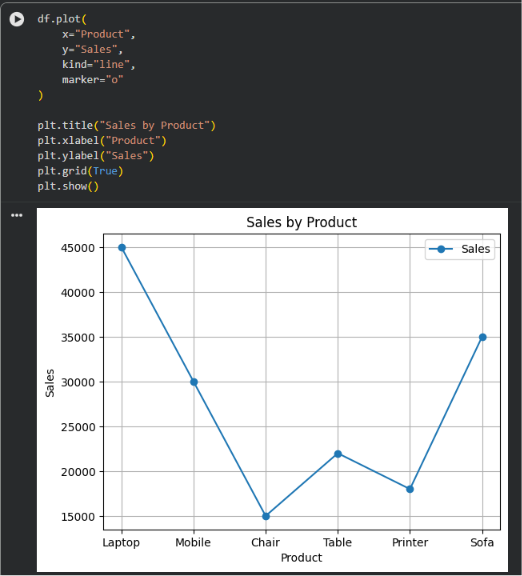 df.plot(
    x="Product",
    y="Sales",
    kind="line",
    marker="o"
)
plt.title("Sales by Product")
plt.xlabel("Product")
plt.ylabel("Sales")
plt.grid(True)
plt.show()
Sales by Product
Sales
45000
40000
35000
30000
25000
20000
15000
Sales
Laptop Mobile Chair Table Printer Sofa
Product